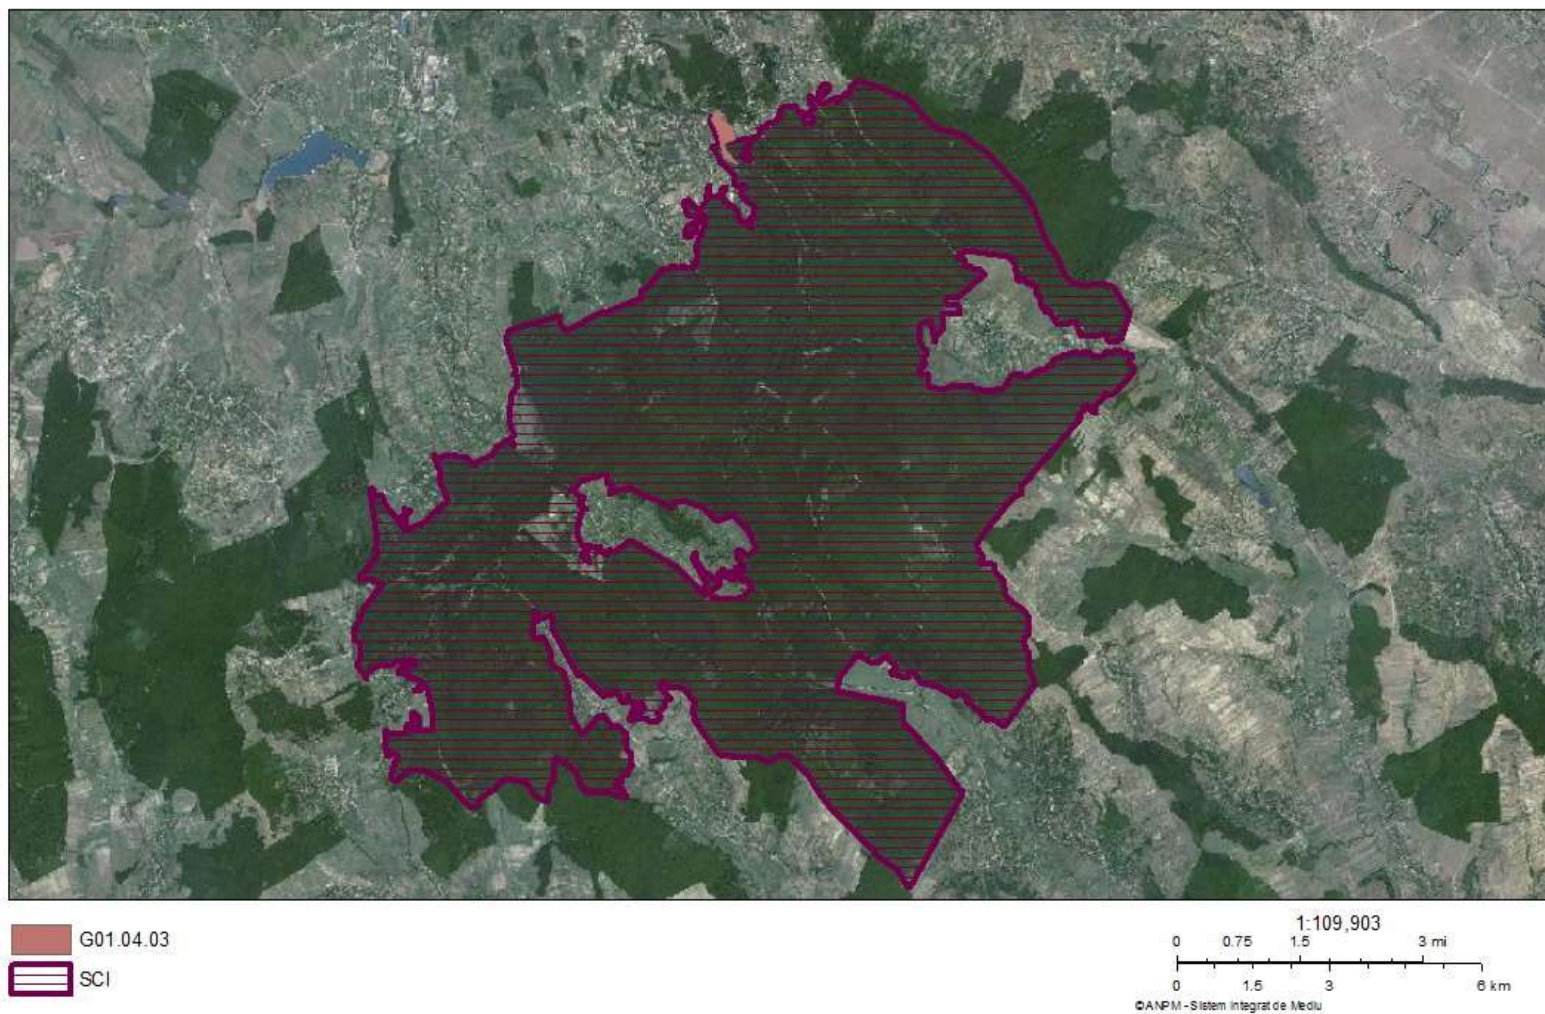 G01.04.03
SCI
1:109,903
0 0.75 1.5 3 mi
0 1.5 3 6 km
©ANPM - Sistem Integrat de Mediu